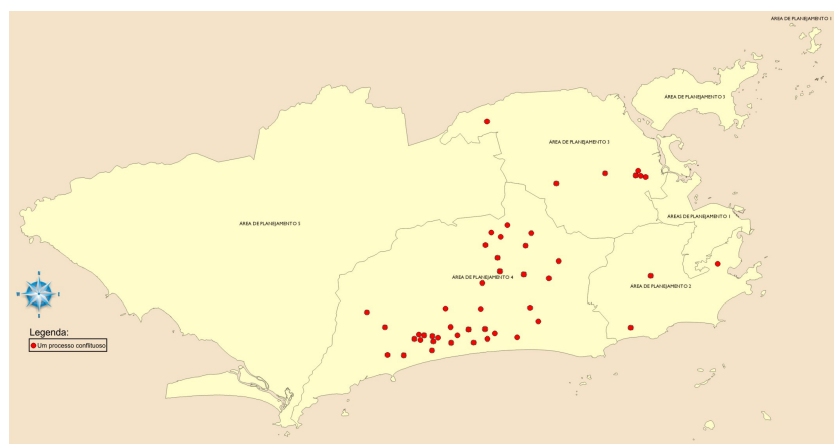 ÁREA DE PLANEJAMENTO 1
ÁREA DE PLANEJAMENTO 3
ÁREA DE PLANEJAMENTO 3
ÁREAS DE PLANEJAMENTO 1
ÁREA DE PLANEJAMENTO 5
ÁREA DE PLANEJAMENTO 4
ÁREA DE PLANEJAMENTO 2
Legenda:
Um processo conflituoso